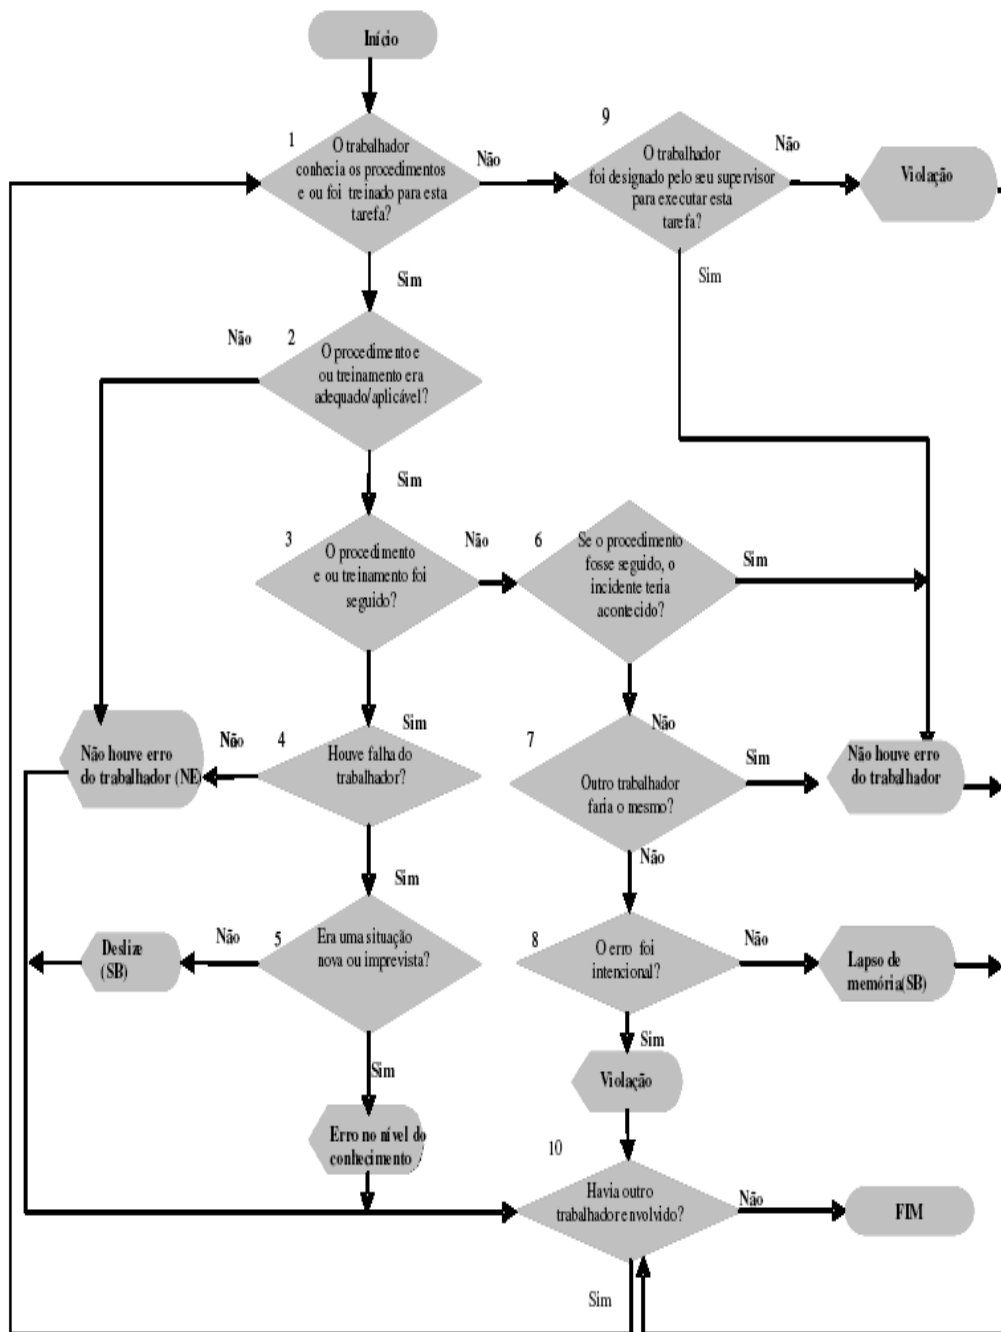 Início
1
O trabalhador
conhecia os procedimentos
e ou foi treinado para esta
tarefa?
Não
9
O trabalhador
foi designado pelo seu supervisor
para executar esta
tarefa?
Não
Violação
Sim
Sim
Não
2
O procedimento e
ou treinamento era
adequado/aplicável?
Sim
3
O procedimento
e ou treinamento foi
seguido?
Não
6
Se o procedimento
fosse seguido, o
incidente teria
acontecido?
Sim
Sim
Não
Não houve erro
do trabalhador (NE)
Não
4
Houve falha do
trabalhador?
7
Outro trabalhador
faria o mesmo?
Sim
Não houve erro
do trabalhador
Sim
Não
Deslize
(SB)
Não
5
Era uma situação
nova ou imprevista?
8
O erro foi
intencional?
Não
Lapso de
memória(SB)
Sim
Sim
Violação
Erro no nível do
conhecimento
10
Havia outro
trabalhador envolvido?
Não
FIM
Sim